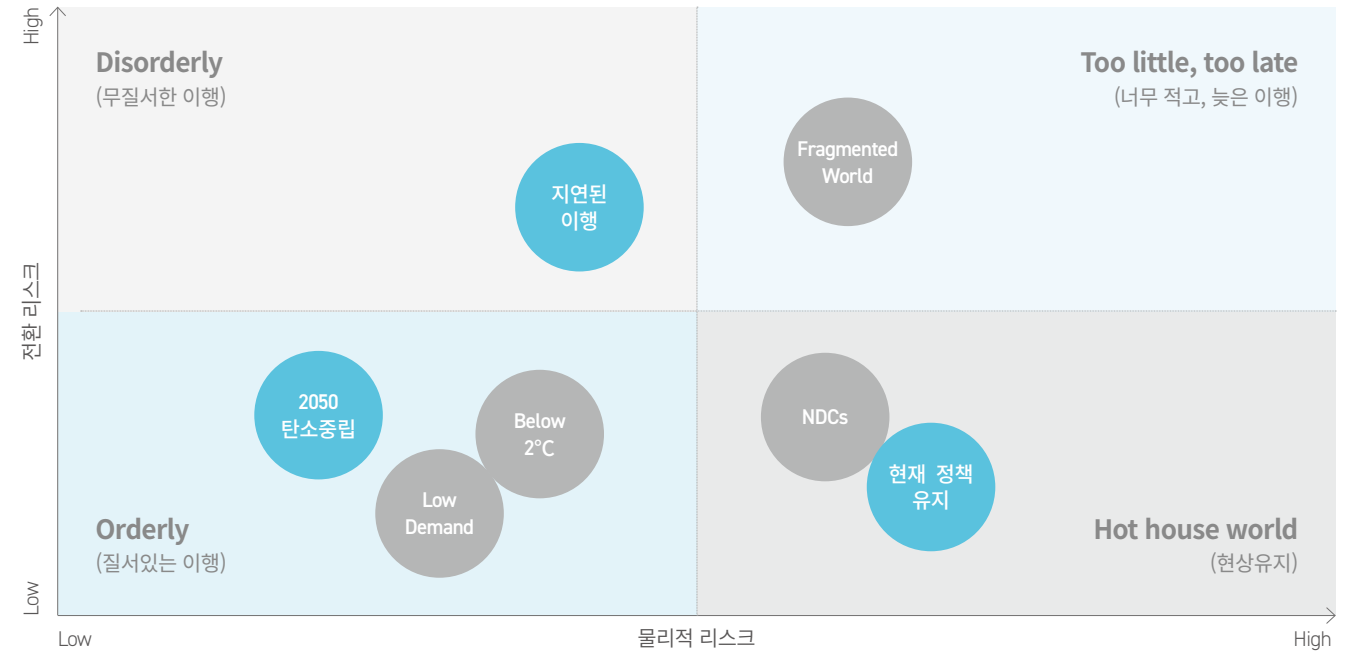 High
Disorderly
(무질서한 이행)
Too little, too late
(너무 적고, 늦은 이행)
Fragmented
World
지연된
이행
전환 리스크
2050
탄소중립
Below
2°C
Low
Demand
NDCs
현재 정책
유지
Orderly
(질서있는 이행)
Hot house world
(현상유지)
Low
Low
물리적 리스크
High